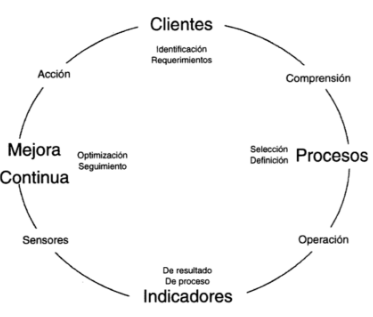 Clientes
Identificación
Requerimientos
Acción
Comprensión
Mejora
Continua
Optimización
Seguimiento
Selección
Definición
Procesos
Sensores
Operación
De resultado
De proceso
Indicadores